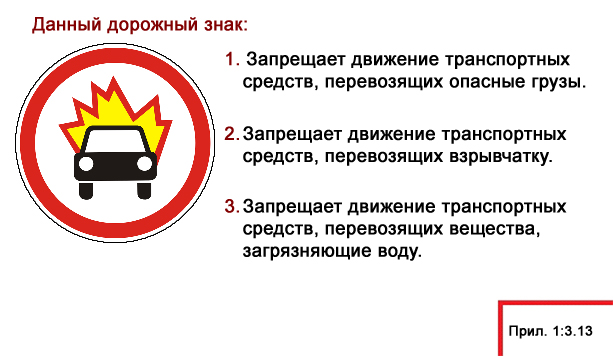 Данный дорожный знак:
1. Запрещает движение транспортных
средств, перевозящих опасные грузы.
2. Запрещает движение транспортных
средств, перевозящих взрывчатку.
3. Запрещает движение транспортных
средств, перевозящих вещества,
загрязняющие воду.
Прил. 1:3.13